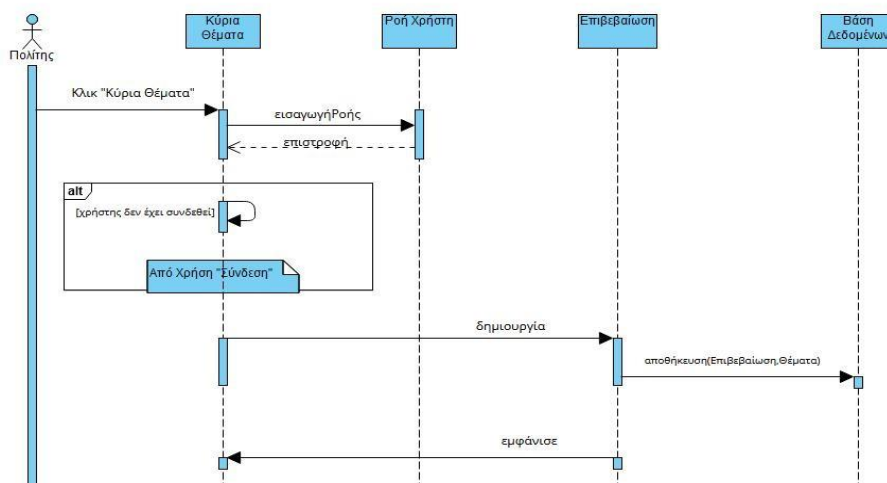 Πολίτης
Κύρια
Θέματα
Ροή Χρήστη
Επιβεβαίωση
Βάση
Δεδομένων
Κλικ "Κύρια Θέματα"
εισαγωγήΡοής
επιστροφή
alt
[χρήστης δεν έχει συνδεθεί]
Από Χρήση "Σύνδεση"
δημιουργία
αποθήκευση(Επιβεβαίωση,Θέματα)
εμφάνισε